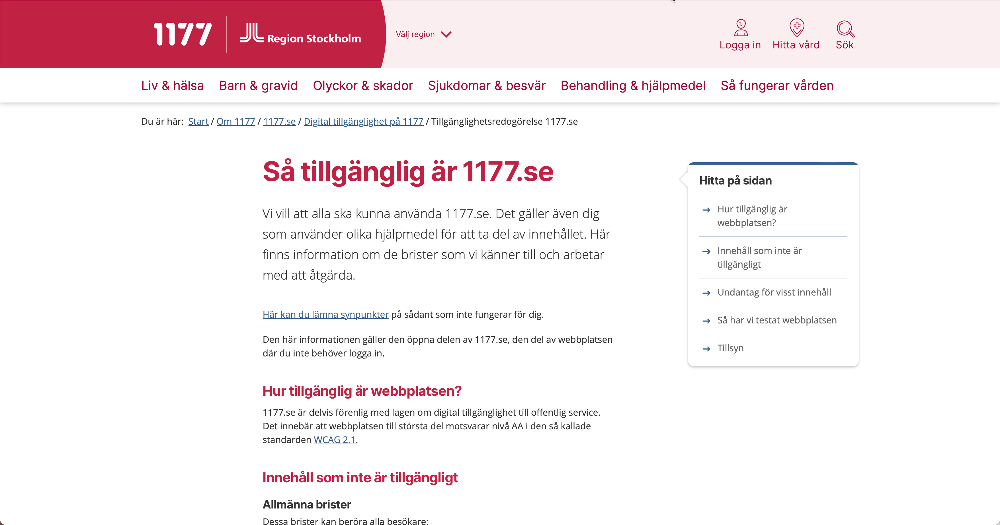 1177
Region Stockholm
Välj region
Logga in
Hitta vård
Sök
Liv & hälsa
Barn & gravid
Olyckor & skador
Sjukdomar & besvär
Behandling & hjälpmedel
Så fungerar vården
Du är här: Start / Om 1177 / 1177.se / Digital tillgänglighet på 1177 / Tillgänglighetsredogörelse 1177.se
Så tillgänglig är 1177.se
Vi vill att alla ska kunna använda 1177.se. Det gäller även dig
som använder olika hjälpmedel för att ta del av innehållet. Här
finns information om de brister som vi känner till och arbetar
med att åtgärda.
Här kan du lämna synpunkter på sådant som inte fungerar för dig.
Den här informationen gäller den öppna delen av 1177.se, den del av webbplatsen
där du inte behöver logga in.
Hur tillgänglig är webbplatsen?
1177.se är delvis förenlig med lagen om digital tillgänglighet till offentlig service.
Det innebär att webbplatsen till största del motsvarar nivå AA i den så kallade
standarden WCAG 2.1.
Innehåll som inte är tillgängligt
Allmänna brister
Dessa brister kan beröra alla besökare:
Hitta på sidan
Hur tillgänglig är
webbplatsen?
Innehåll som inte är
tillgängligt
Undantag för visst innehåll
Så har vi testat webbplatsen
Tillsyn